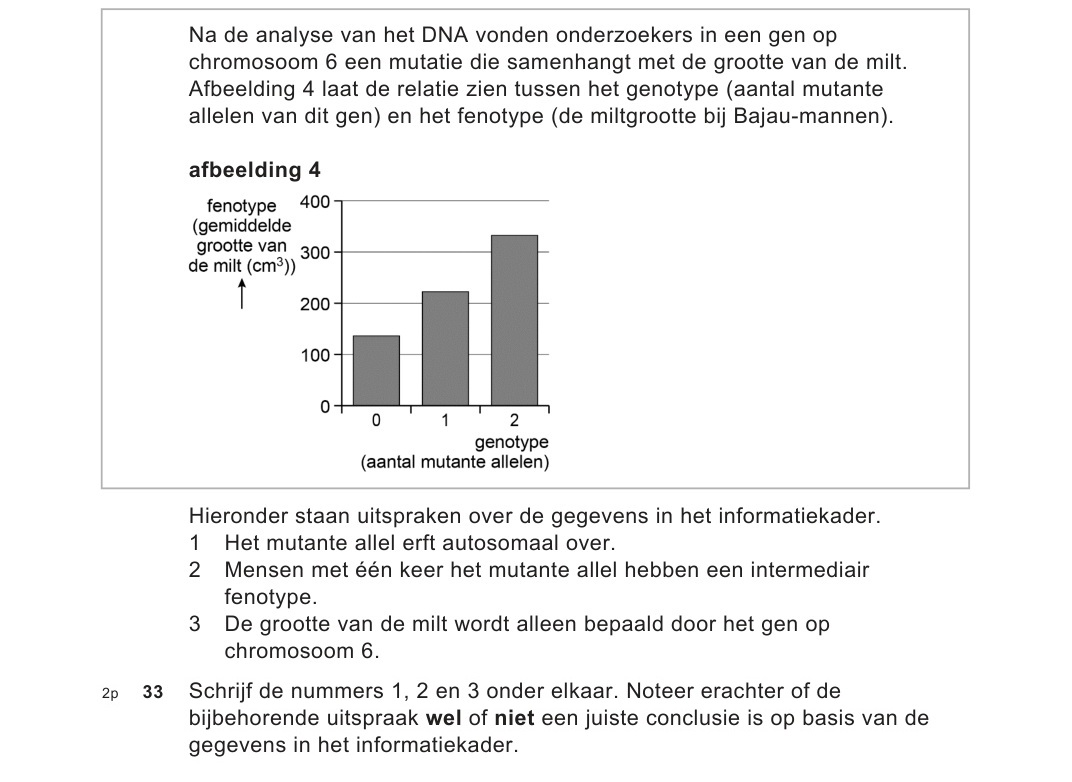 Na de analyse van het DNA vonden onderzoekers in een gen op
chromosoom 6 een mutatie die samenhangt met de grootte van de milt.
Afbeelding 4 laat de relatie zien tussen het genotype (aantal mutante
allelen van dit gen) en het fenotype (de miltgrootte bij Bajau-mannen).
afbeelding 4
fenotype
(gemiddelde
grootte van
de milt (cm³))
400
300
200
100
0
0 1 2
genotype
(aantal mutante allelen)
Hieronder staan uitspraken over de gegevens in het informatiekader.
1 Het mutante allel erft autosomaal over.
2 Mensen met één keer het mutante allel hebben een intermediair
fenotype.
3 De grootte van de milt wordt alleen bepaald door het gen op
chromosoom 6.
2p 33 Schrijf de nummers 1, 2 en 3 onder elkaar. Noteer erachter of de
bijbehorende uitspraak wel of niet een juiste conclusie is op basis van de
gegevens in het informatiekader.